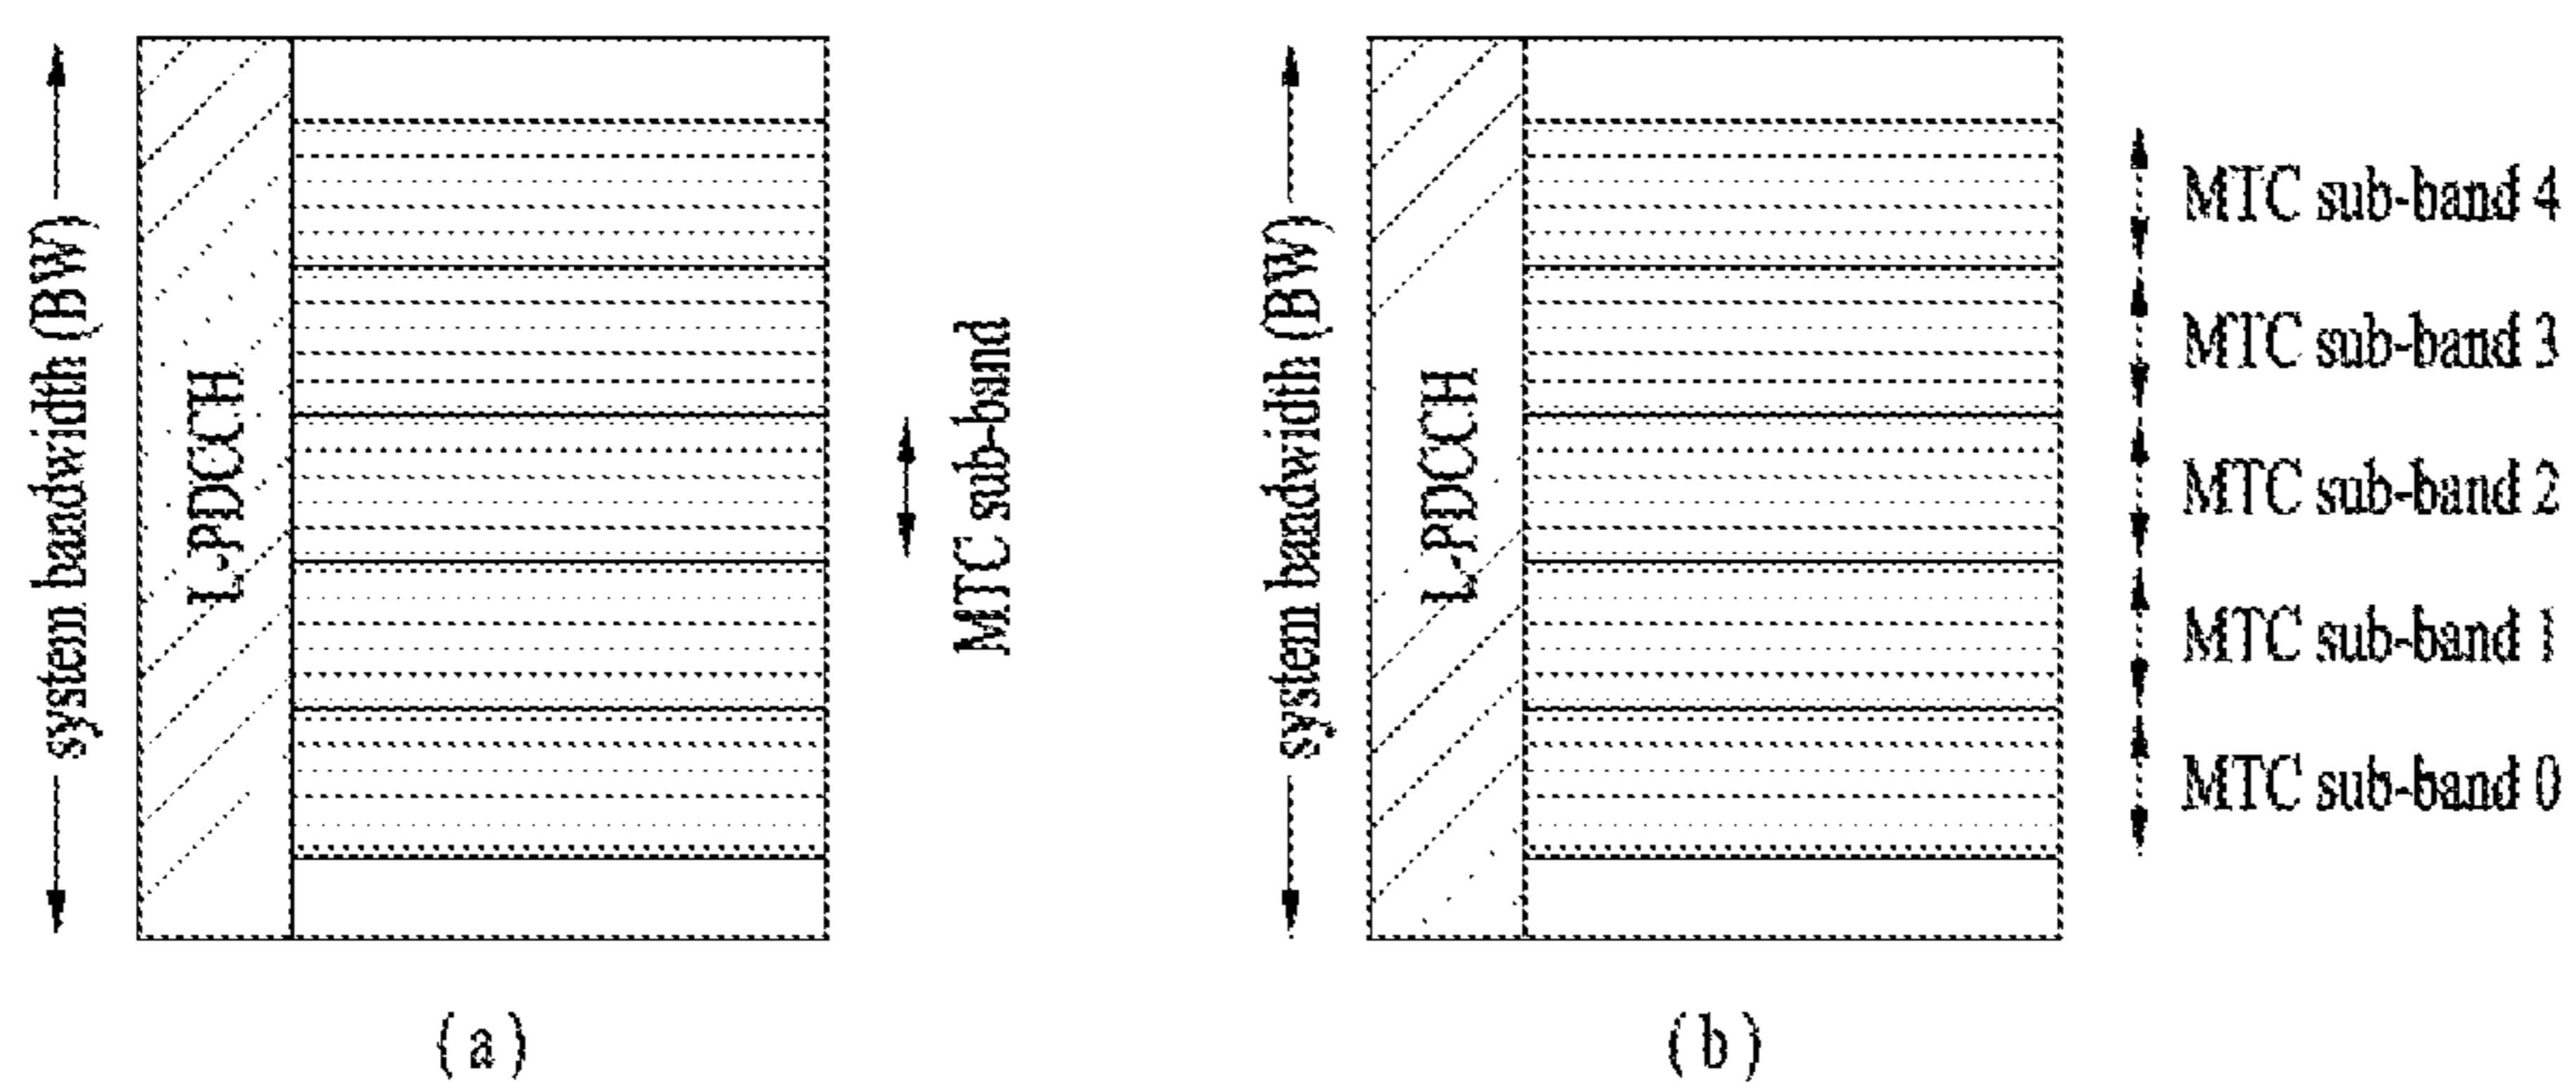 system bandwidth (BW)
L-PDCCH
MTC sub-band
(a)
system bandwidth (BW)
L-PDCCH
MTC sub-band 4
MTC sub-band 3
MTC sub-band 2
MTC sub-band 1
MTC sub-band 0
(b)